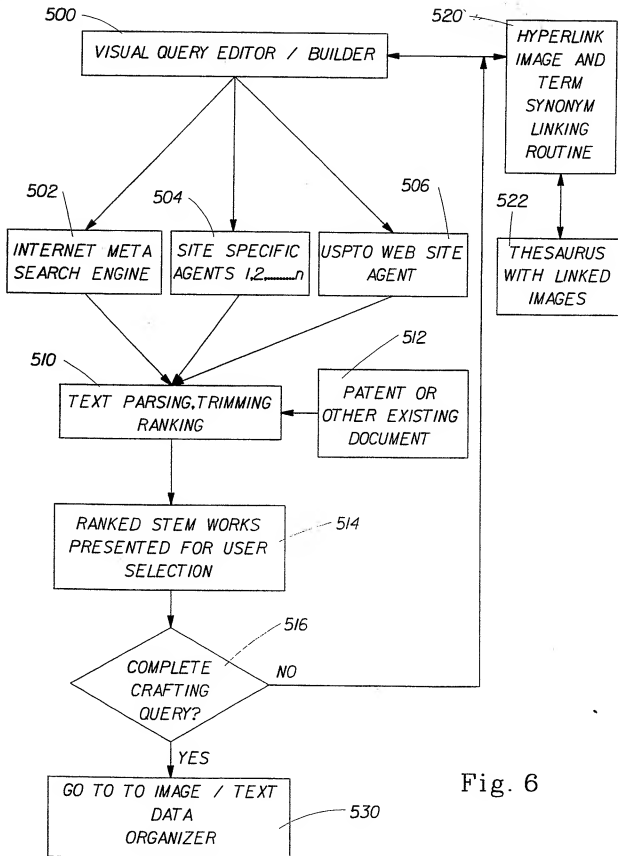 500
VISUAL QUERY EDITOR / BUILDER
520
HYPERLINK
IMAGE AND
TERM
SYNONYM
LINKING
ROUTINE
502
INTERNET META
SEARCH ENGINE
504
SITE SPECIFIC
AGENTS 1,2,.........n
506
USPTO WEB SITE
AGENT
522
THESAURUS
WITH LINKED
IMAGES
510
TEXT PARSING,TRIMMING
RANKING
512
PATENT OR
OTHER EXISTING
DOCUMENT
RANKED STEM WORKS
PRESENTED FOR USER
SELECTION
514
516
COMPLETE
CRAFTING
QUERY?
NO
YES
GO TO TO IMAGE / TEXT
DATA
ORGANIZER
530
Fig. 6